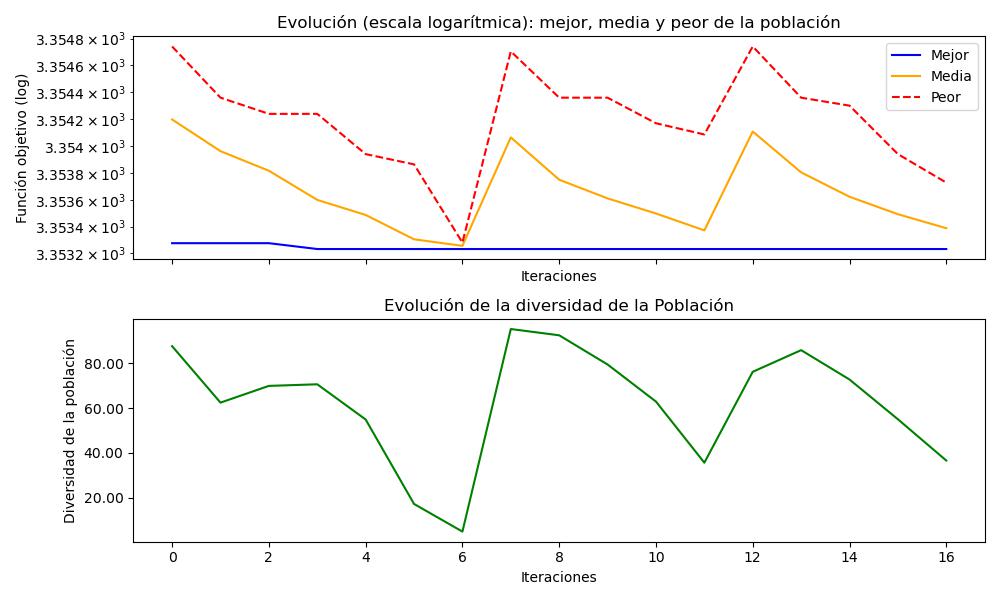 Evolución (escala logarítmica): mejor, media y peor de la población
3.3548 × 10³
3.3546 × 10³
3.3544 × 10³
3.3542 × 10³
3.354 × 10³
3.3538 × 10³
3.3536 × 10³
3.3534 × 10³
3.3532 × 10³
Función objetivo (log)
Mejor
Media
Peor
Iteraciones
Evolución de la diversidad de la Población
80.00
60.00
40.00
20.00
Diversidad de la población
0 2 4 6 8 10 12 14 16
Iteraciones